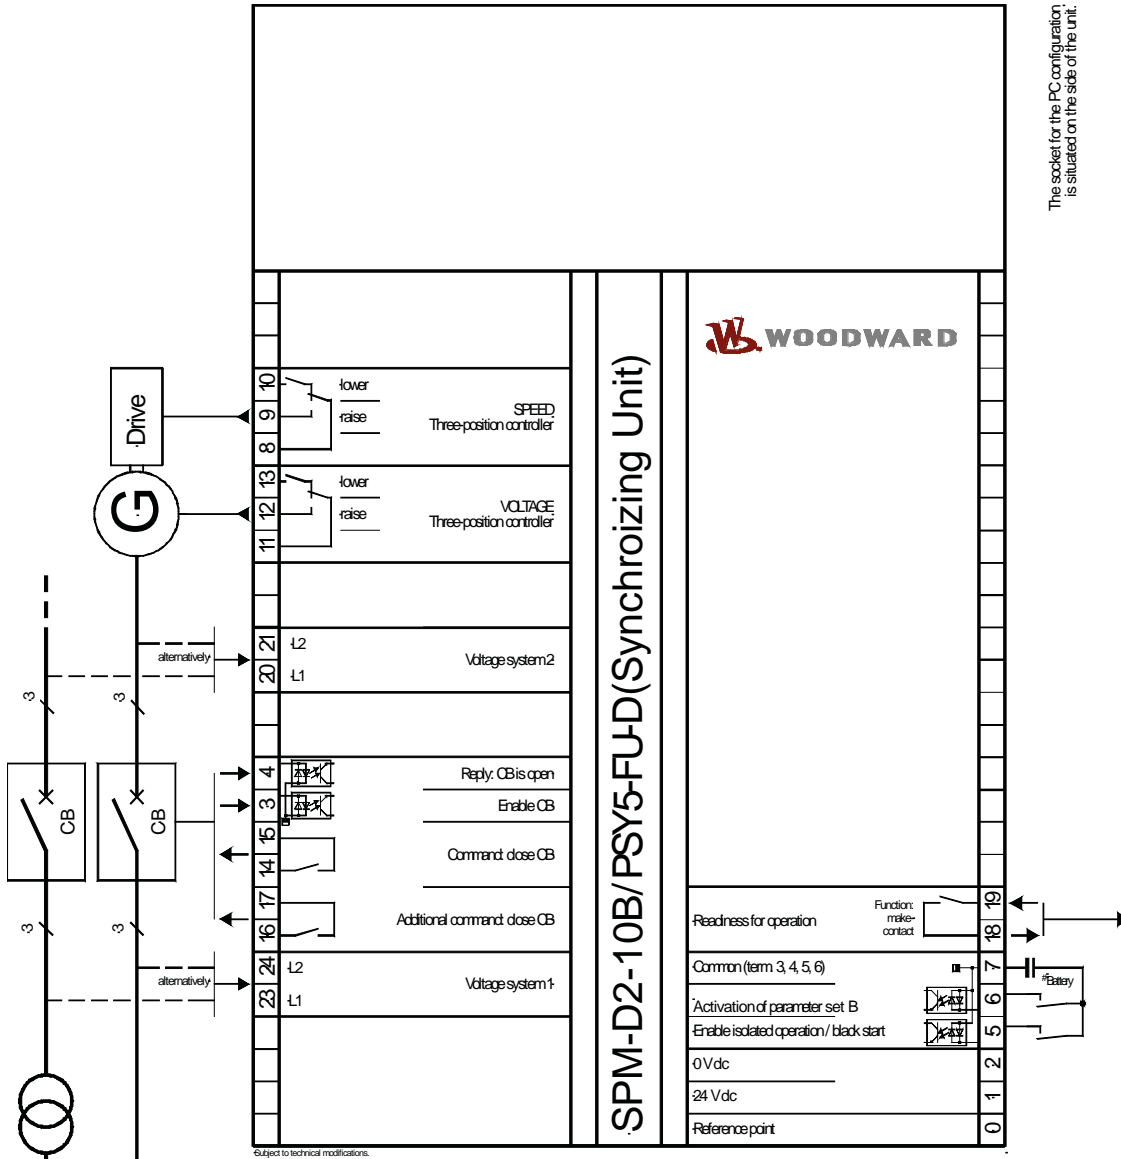 The socket for the PC configuration
is situated on the side of the unit.
WOODWARD
SPM-D2-10B/PSY5-FU-D(Synchroizing Unit)
Drive
G
10
9
8
lower
raise
SPEED
Three-position controller
13
12
11
lower
raise
VOLTAGE
Three-position controller
21
20
L2
L1
alternatively
Voltage system 2
3
3
CB
CB
4
Reply: CB is open
3
Enable CB
15
14
Command: close CB
17
16
Additional command: close CB
3
3
24
23
L2
L1
alternatively
Voltage system 1
Readiness for operation
Function:
make-
contact
19
18
Common (term. 3, 4, 5, 6)
7
Battery
Activation of parameter set B
6
Enable isolated operation / black start
5
0 Vdc
2
24 Vdc
1
Reference point
0
Subject to technical modifications.